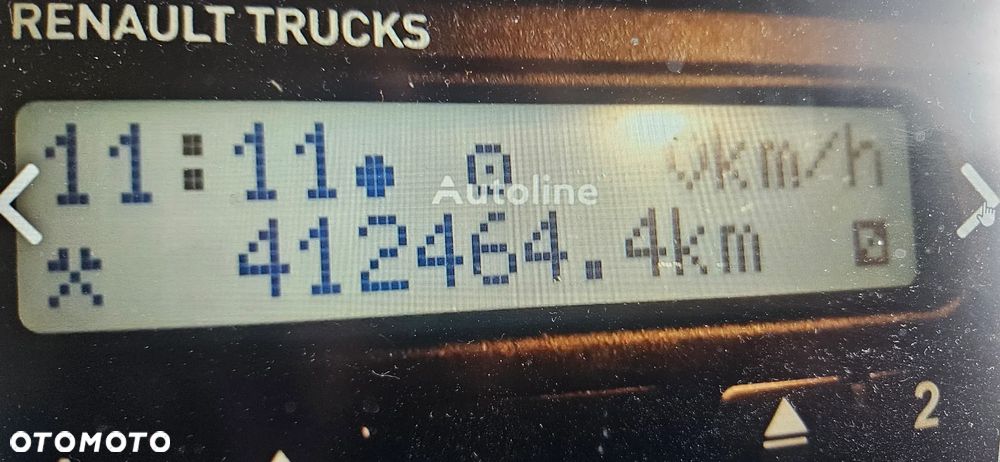 RENAULT TRUCKS
11:11 0km/h
Autoline
412464.4km
2
OTOMOTO